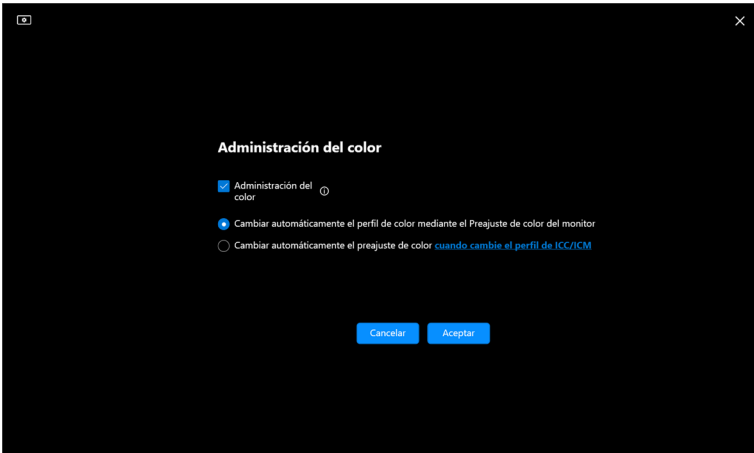 Administración del color
Administración del
color
Cambiar automáticamente el perfil de color mediante el Preajuste de color del monitor
Cambiar automáticamente el preajuste de color cuando cambie el perfil de ICC/ICM
Cancelar
Aceptar